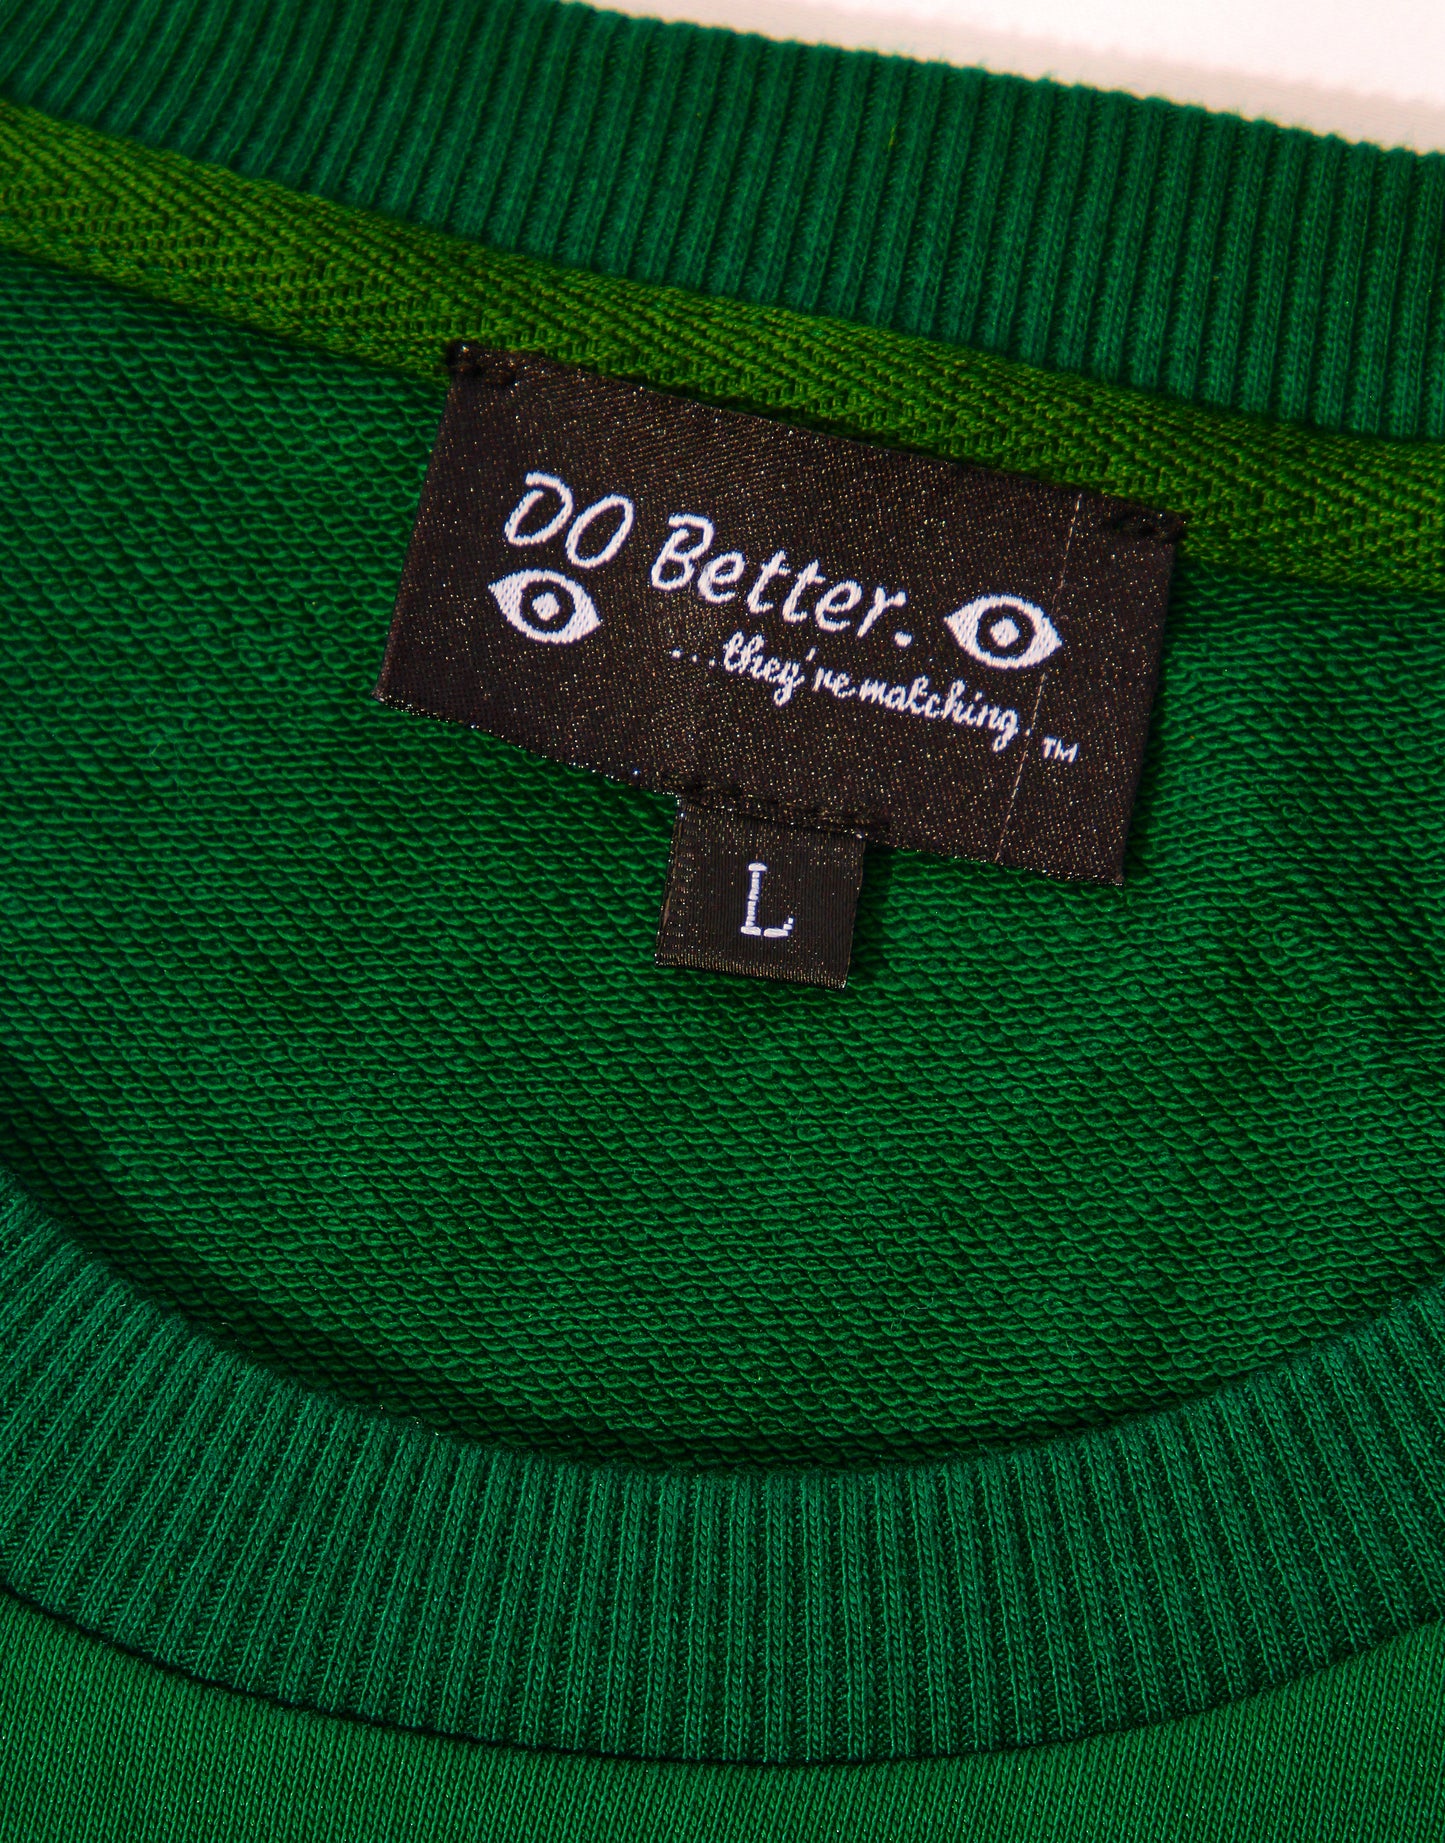 DO Better.
...they're matching.™
L